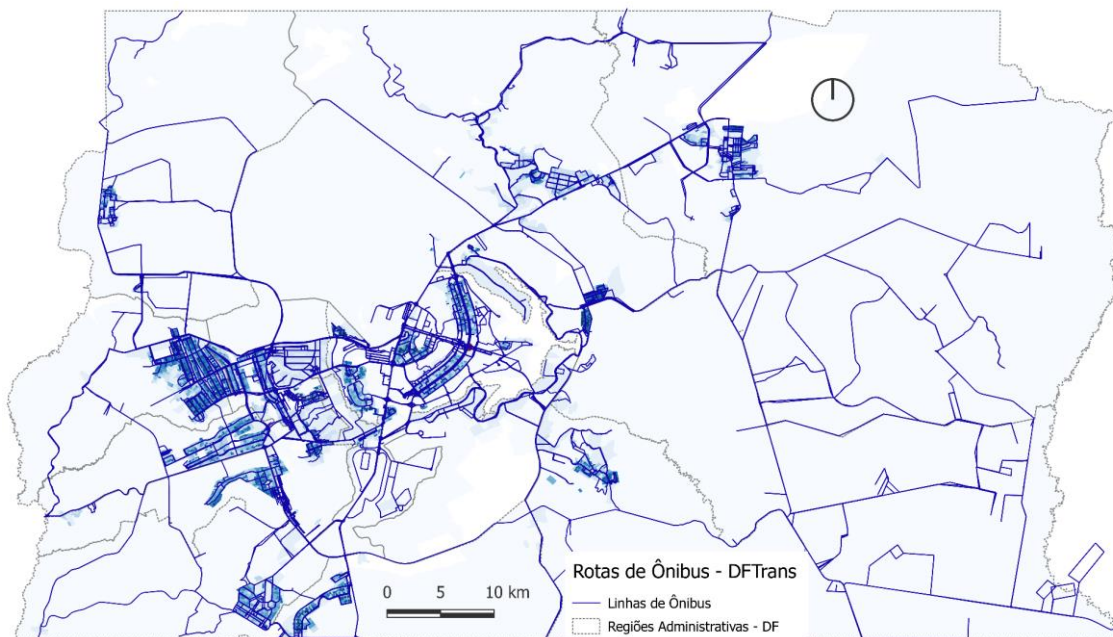 0 5 10 km
Rotas de Ônibus - DFTrans
Linhas de Ônibus
Regiões Administrativas - DF